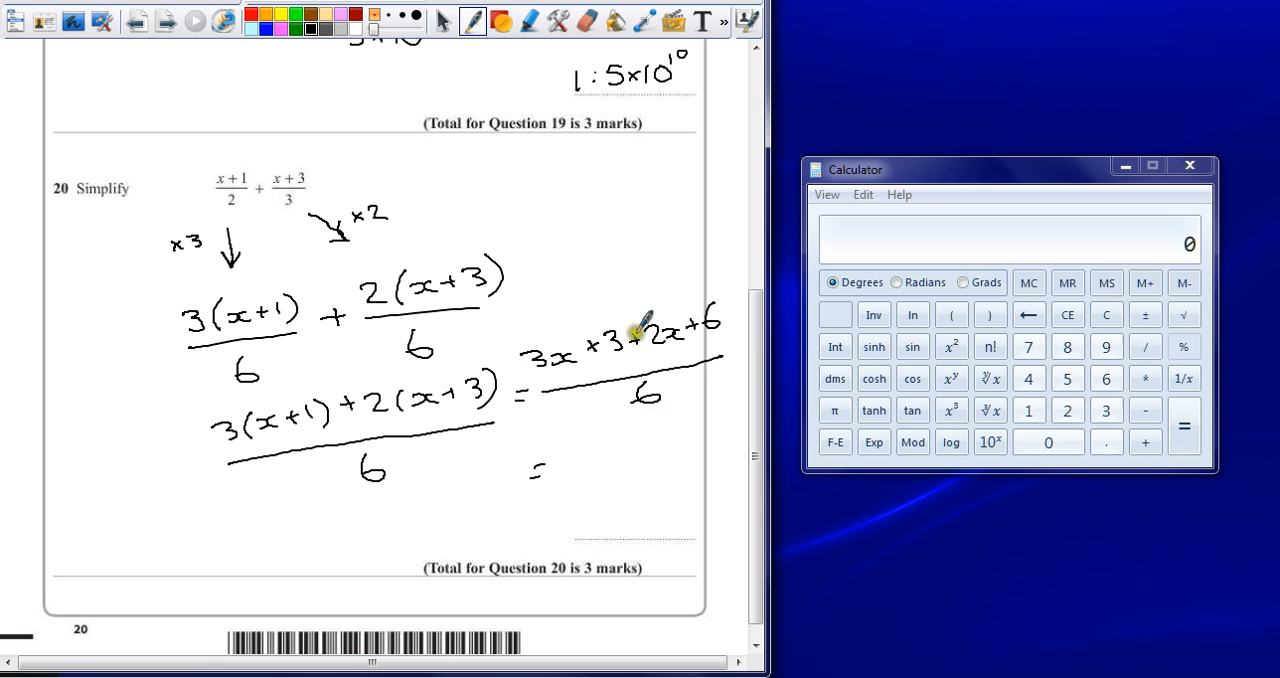 1 : 5×10¹⁰
(Total for Question 19 is 3 marks)
20 Simplify x + 1 / 2 + x + 3 / 3
×3 ×2
3(x+1) / 6 + 2(x+3) / 6
3(x+1) + 2(x+3) / 6 = 3x + 3 + 2x + 6 / 6
=
(Total for Question 20 is 3 marks)
20
Calculator
View Edit Help
0
Degrees Radians Grads MC MR MS M+ M-
Inv ln ( ) ← CE C ± √
Int sinh sin x² n! 7 8 9 / %
dms cosh cos xʸ ʸ√x 4 5 6 * 1/x
π tanh tan x³ ³√x 1 2 3 - =
F-E Exp Mod log 10ˣ 0 . +